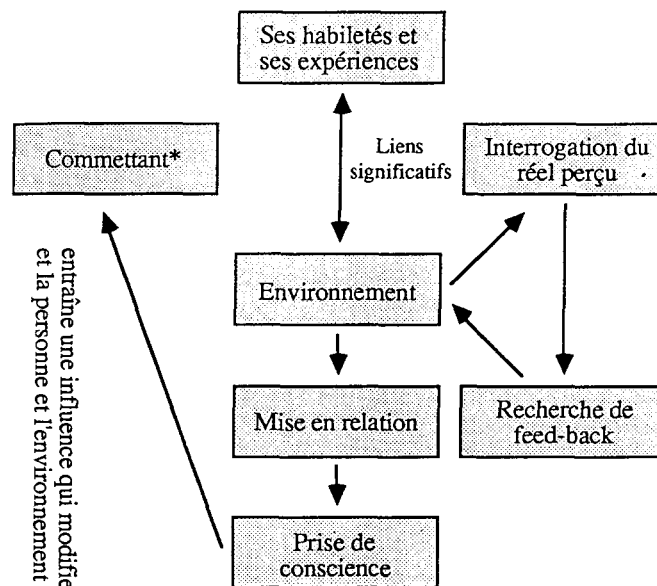 Ses habiletés et
ses expériences
Commettant*
Liens
significatifs
Interrogation du
réel perçu
Environnement
Mise en relation
Recherche de
feed-back
Prise de
conscience
entraîne une influence qui modifie
et la personne et l'environnement